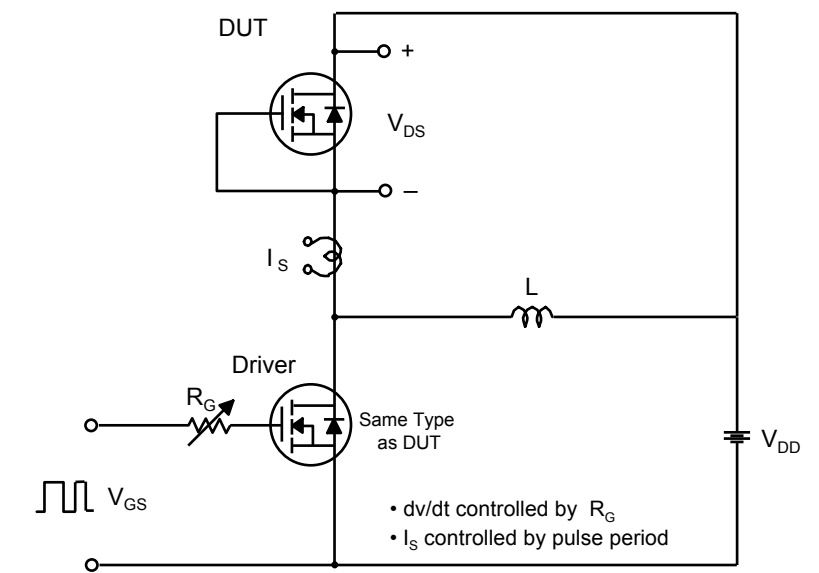 DUT
+
V_DS
–
I_S
L
Driver
R_G
Same Type
as DUT
V_DD
V_GS
• dv/dt controlled by R_G
• I_S controlled by pulse period